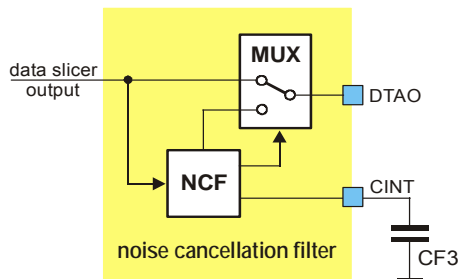 MUX
data slicer
output
DTAO
NCF
CINT
noise cancellation filter
CF3